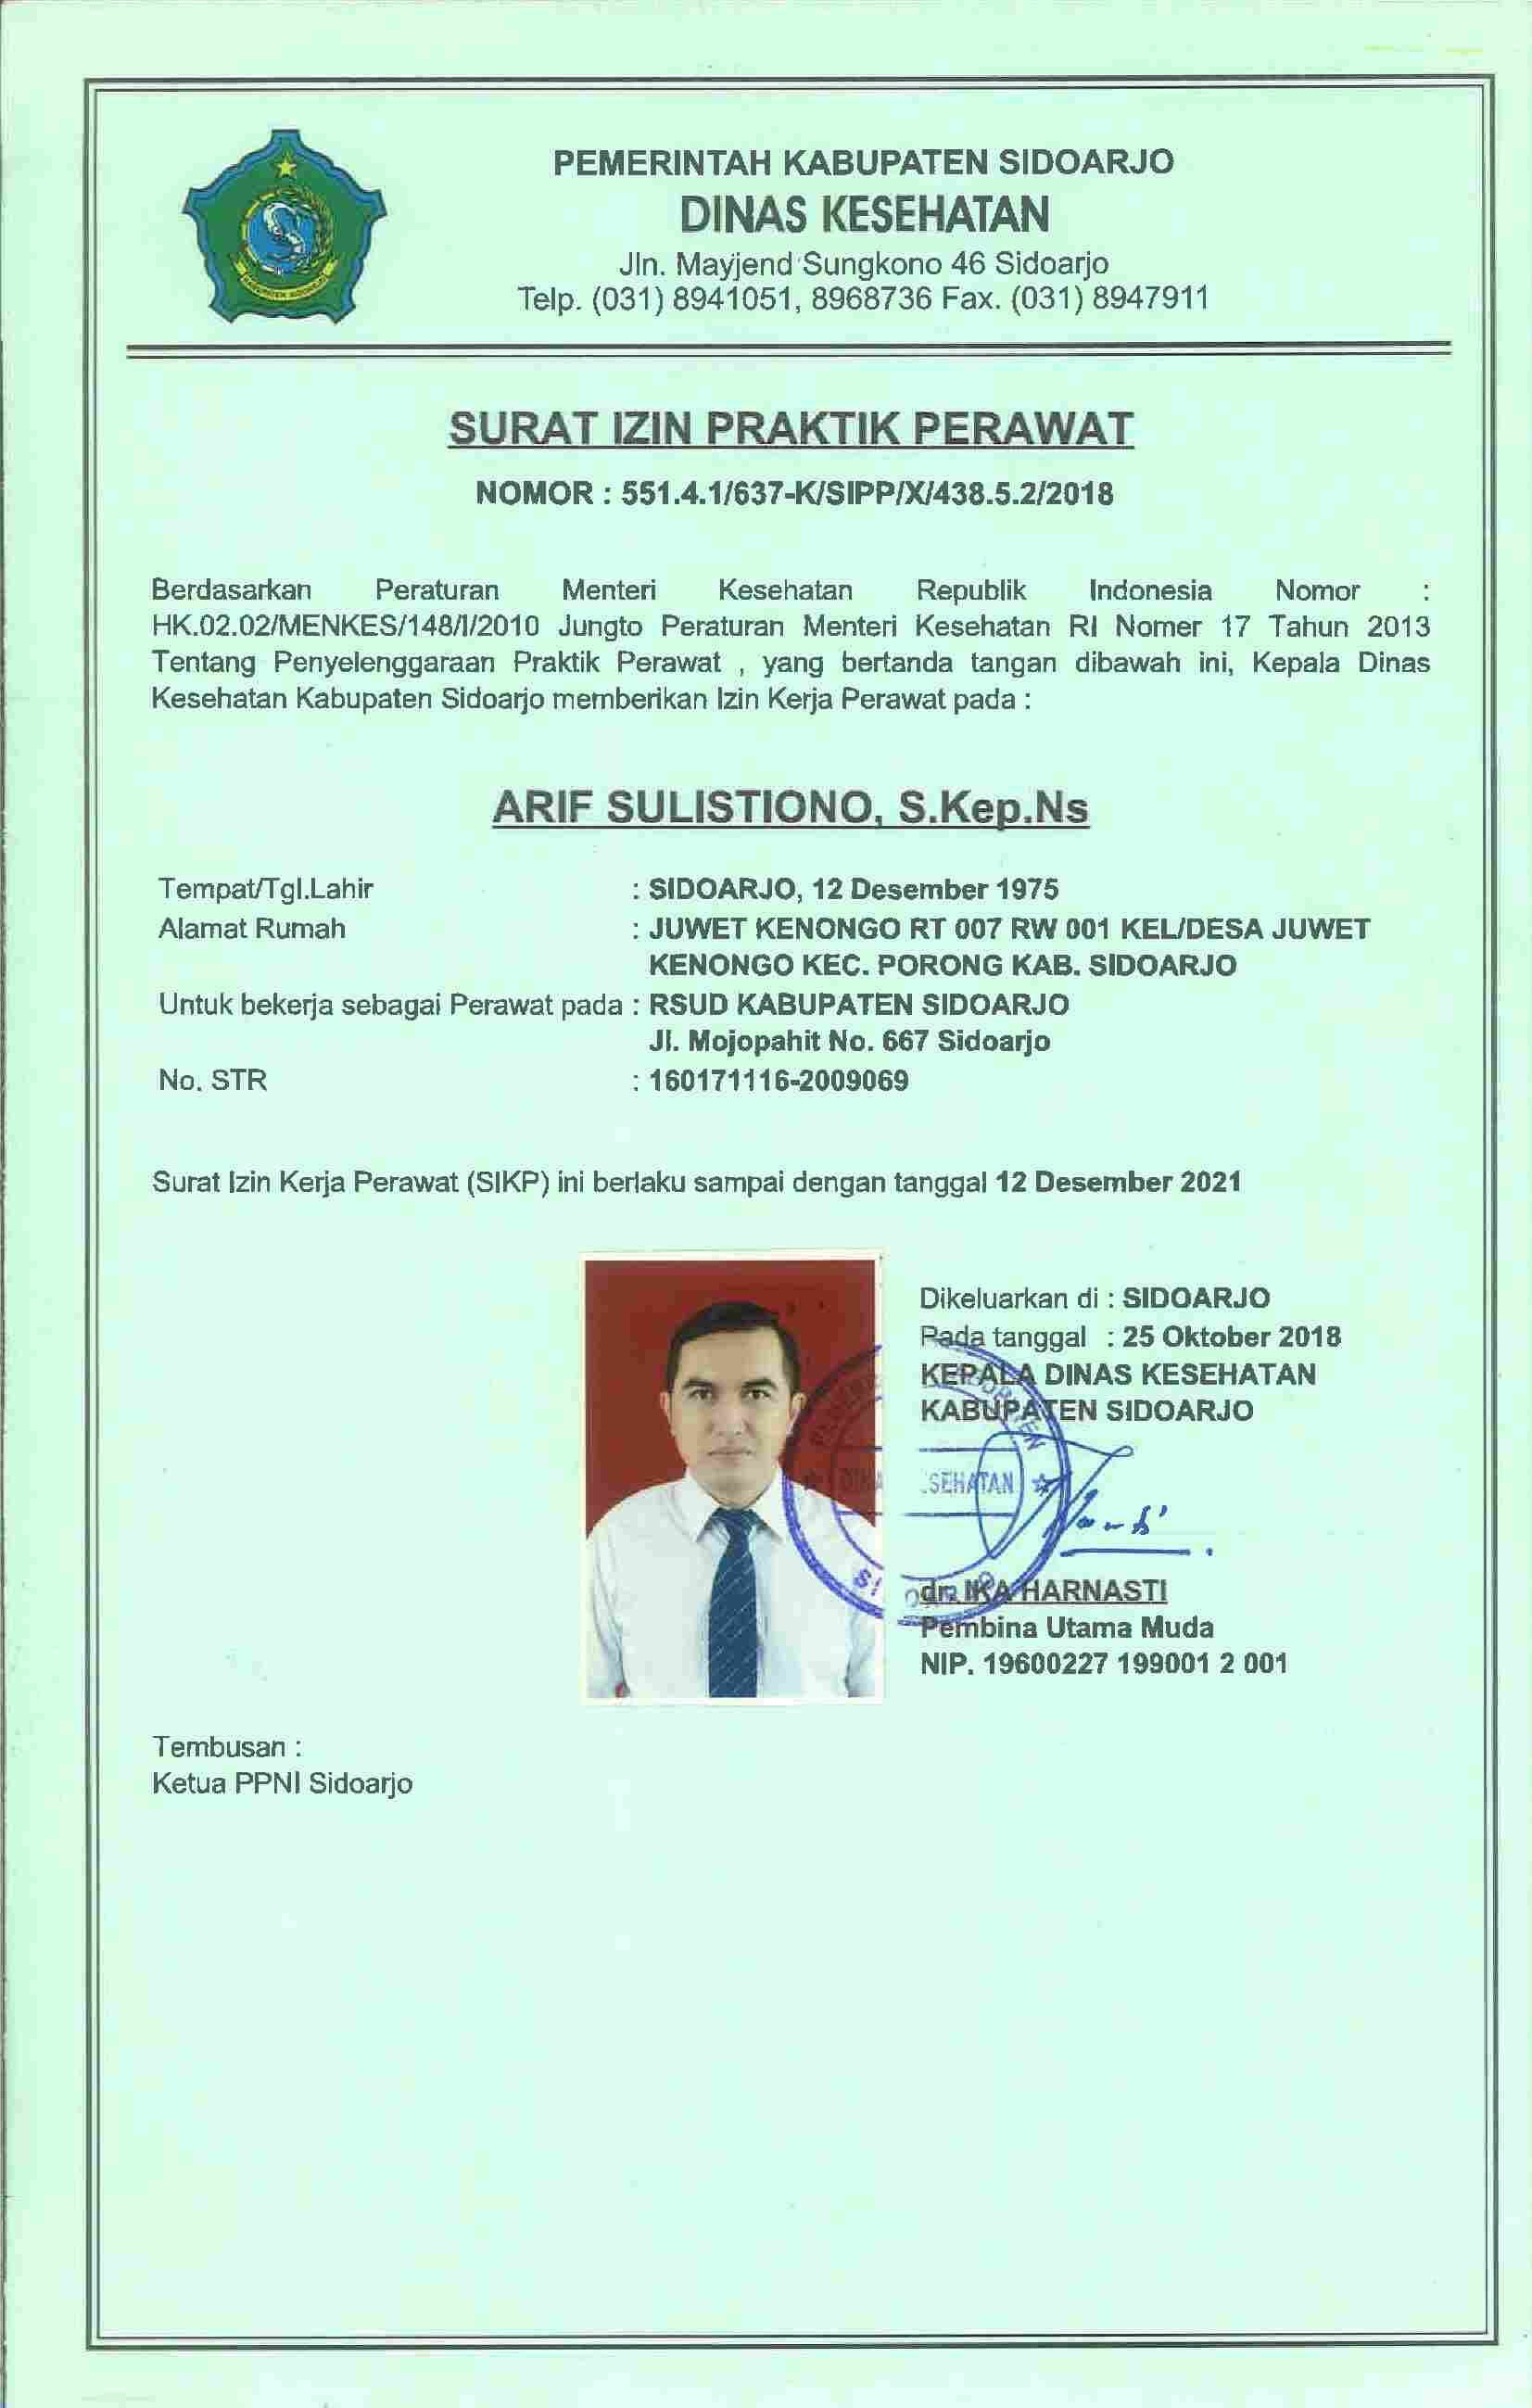 PEMERINTAH KABUPATEN SIDOARJO
DINAS KESEHATAN
Jln. Mayjend Sungkono 46 Sidoarjo
Telp. (031) 8941051, 8968736 Fax. (031) 8947911
SURAT IZIN PRAKTIK PERAWAT
NOMOR : 551.4.1/637-K/SIPP/X/438.5.2/2018
Berdasarkan Peraturan Menteri Kesehatan Republik Indonesia Nomor :
HK.02.02/MENKES/148/I/2010 Jungto Peraturan Menteri Kesehatan RI Nomer 17 Tahun 2013
Tentang Penyelenggaraan Praktik Perawat , yang bertanda tangan dibawah ini, Kepala Dinas
Kesehatan Kabupaten Sidoarjo memberikan Izin Kerja Perawat pada :
ARIF SULISTIONO, S.Kep.Ns
Tempat/Tgl.Lahir : SIDOARJO, 12 Desember 1975
Alamat Rumah : JUWET KENONGO RT 007 RW 001 KEL/DESA JUWET
KENONGO KEC. PORONG KAB. SIDOARJO
Untuk bekerja sebagai Perawat pada : RSUD KABUPATEN SIDOARJO
Jl. Mojopahit No. 667 Sidoarjo
No. STR : 160171116-2009069
Surat Izin Kerja Perawat (SIKP) ini berlaku sampai dengan tanggal 12 Desember 2021
Dikeluarkan di : SIDOARJO
Pada tanggal : 25 Oktober 2018
KEPALA DINAS KESEHATAN
KABUPATEN SIDOARJO
dr. IKA HARNASTI
Pembina Utama Muda
NIP. 19600227 199001 2 001
Tembusan :
Ketua PPNI Sidoarjo